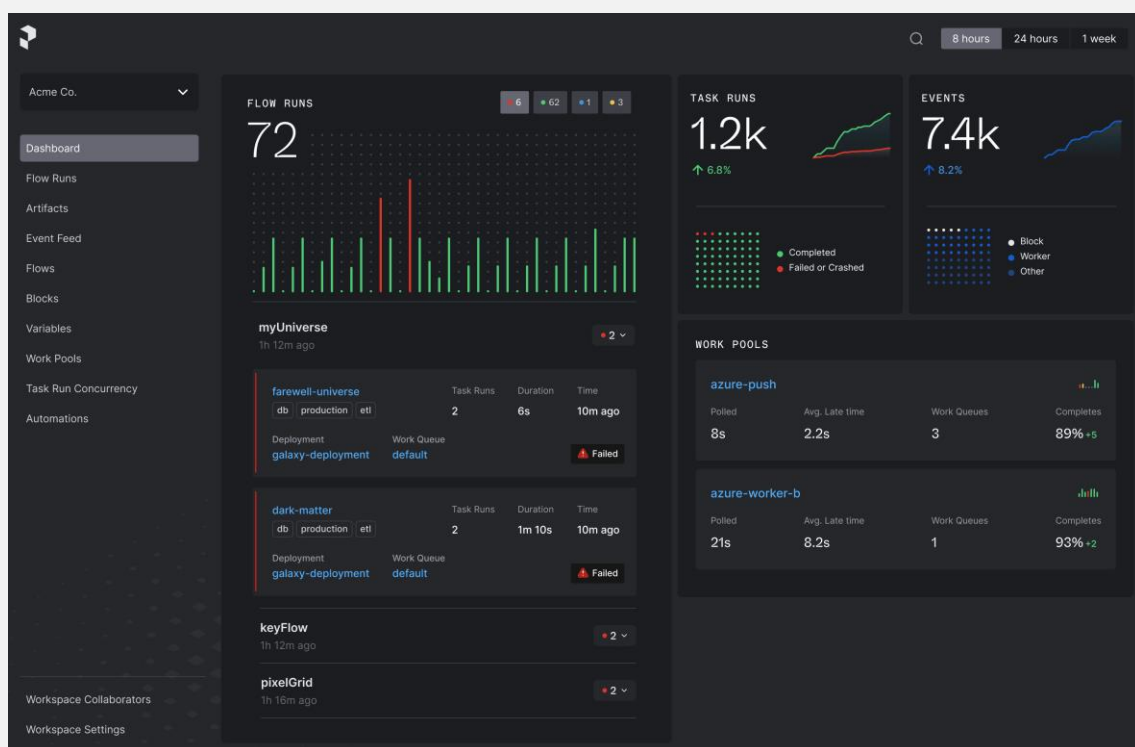 8 hours 24 hours 1 week
Acme Co.
Dashboard
Flow Runs
Artifacts
Event Feed
Flows
Blocks
Variables
Work Pools
Task Run Concurrency
Automations
Workspace Collaborators
Workspace Settings
FLOW RUNS
6 62 1 3
72
myUniverse
2
1h 12m ago
farewell-universe
db production etl
Task Runs Duration Time
2 6s 10m ago
Deployment Work Queue
galaxy-deployment default
Failed
dark-matter
db production etl
Task Runs Duration Time
2 1m 10s 10m ago
Deployment Work Queue
galaxy-deployment default
Failed
keyFlow
2
1h 12m ago
pixelGrid
2
1h 16m ago
TASK RUNS
1.2k
6.8%
Completed
Failed or Crashed
EVENTS
7.4k
8.2%
Block
Worker
Other
WORK POOLS
azure-push
Polled Avg. Late time Work Queues Completes
8s 2.2s 3 89% +5
azure-worker-b
Polled Avg. Late time Work Queues Completes
21s 8.2s 1 93% +2